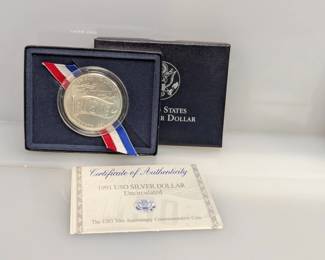 STATES
DOLLAR
Certificate of Authenticity
1991 USO SILVER DOLLAR
Uncirculated
The USO 50th Anniversary Commemorative Coin